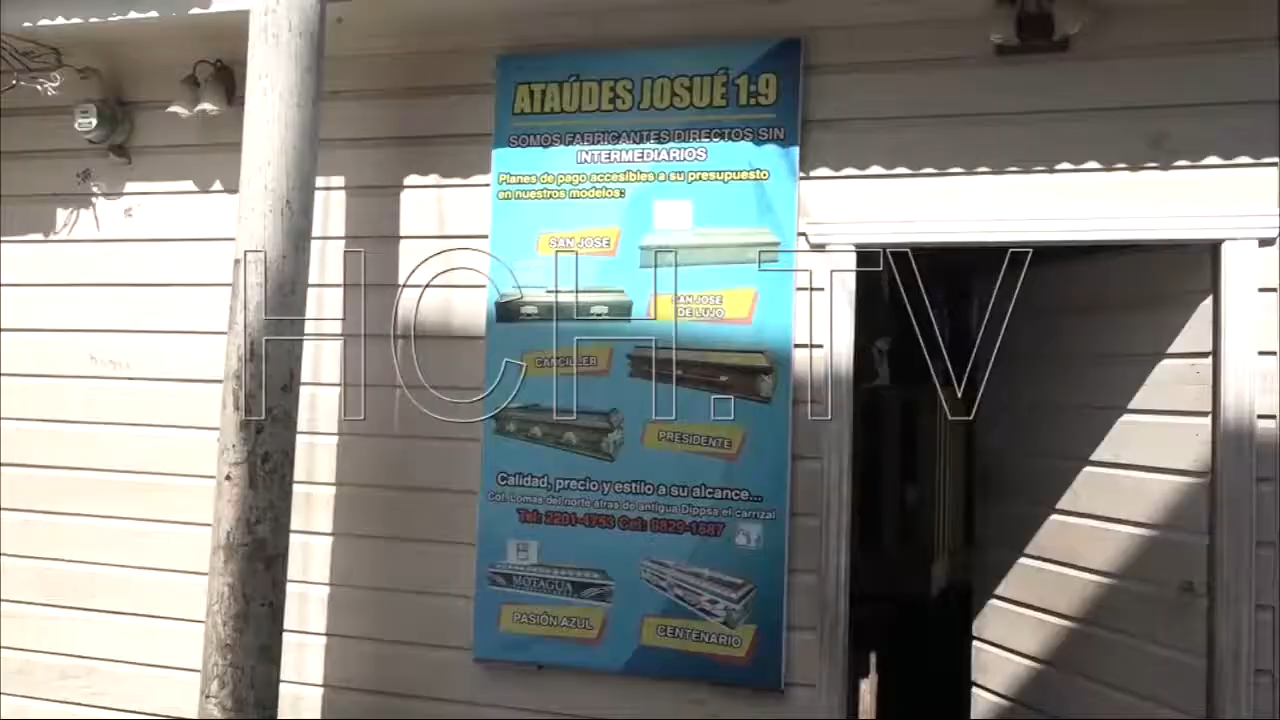 ATAÚDES JOSUÉ 1:9
SOMOS FABRICANTES DIRECTOS SIN
INTERMEDIARIOS
Planes de pago accesibles a su presupuesto
en nuestros modelos:
SAN JOSE
SAN JOSE
DE LUJO
HCH.TV
CANCILLER
PRESIDENTE
Calidad, precio y estilo a su alcance...
Col. Lomas del norte atras de antigua Dippsa el carrizal
Tel: 2201-4753 Cel: 9829-1587
MOTAGUA
PASIÓN AZUL
CENTENARIO